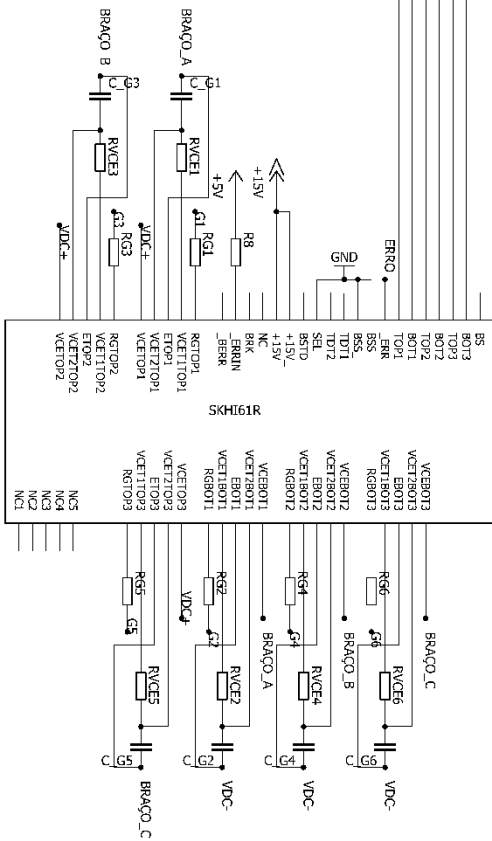 BRAÇO_B
BRAÇO_A
C_G3
C_G1
RVCE3
RVCE1
+5V
+15V
G3
RG3
VDC+
G1
RG1
VDC+
R8
GND
ERRO
VCETOP2
VCET2TOP2
ETOP2
VCET1TOP2
RGTOP2
VCETOP1
VCET2TOP1
ETOP1
VCET1TOP1
RGTOP1
_BERR
_ERRIN
BRK
NC
+15V_
+15V_
BSTD
SEL
TDT2
TDT1
BSS_
BSS
_ERR
TOP1
BOT1
TOP2
BOT2
TOP3
BOT3
BS
SKHI61R
NC1
NC2
NC3
NC4
NC5
RGTOP3
VCET1TOP3
ETOP3
VCET2TOP3
VCETOP3
RGBOT1
VCET1BOT1
EBOT1
VCET2BOT1
VCEBOT1
RGBOT2
VCET1BOT2
EBOT2
VCET2BOT2
VCEBOT2
RGBOT3
VCET1BOT3
EBOT3
VCET2BOT3
VCEBOT3
RG5
VDC+
RG2
RG4
RG6
G5
G2
G4
G6
BRAÇO_A
BRAÇO_B
BRAÇO_C
RVCE5
RVCE2
RVCE4
RVCE6
C_G5
C_G2
C_G4
C_G6
BRAÇO_C
VDC-
VDC-
VDC-